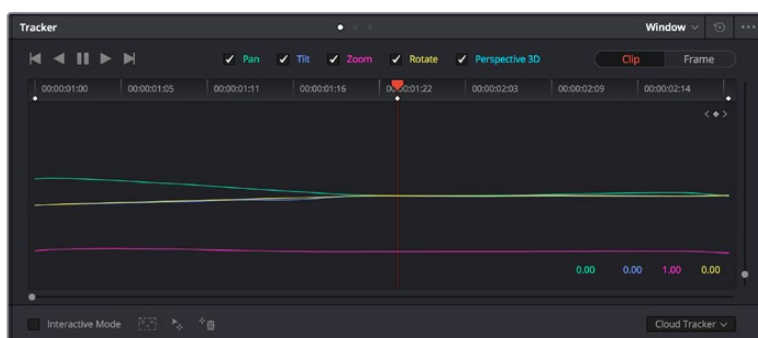 Tracker Window
Pan Tilt Zoom Rotate Perspective 3D Clip Frame
00:00:01:00 00:00:01:05 00:00:01:11 00:00:01:16 00:00:01:22 00:00:02:03 00:00:02:09 00:00:02:14
0.00 0.00 1.00 0.00
Interactive Mode Cloud Tracker